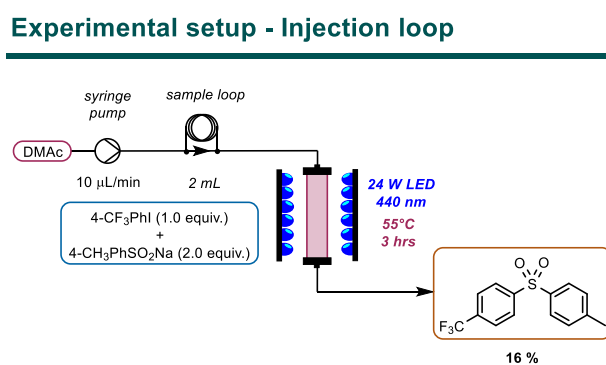 Experimental setup - Injection loop
syringe
pump
sample loop
DMAc
10 μL/min
2 mL
4-CF₃PhI (1.0 equiv.)
+
4-CH₃PhSO₂Na (2.0 equiv.)
24 W LED
440 nm
55°C
3 hrs
O O
S
F₃C
16 %